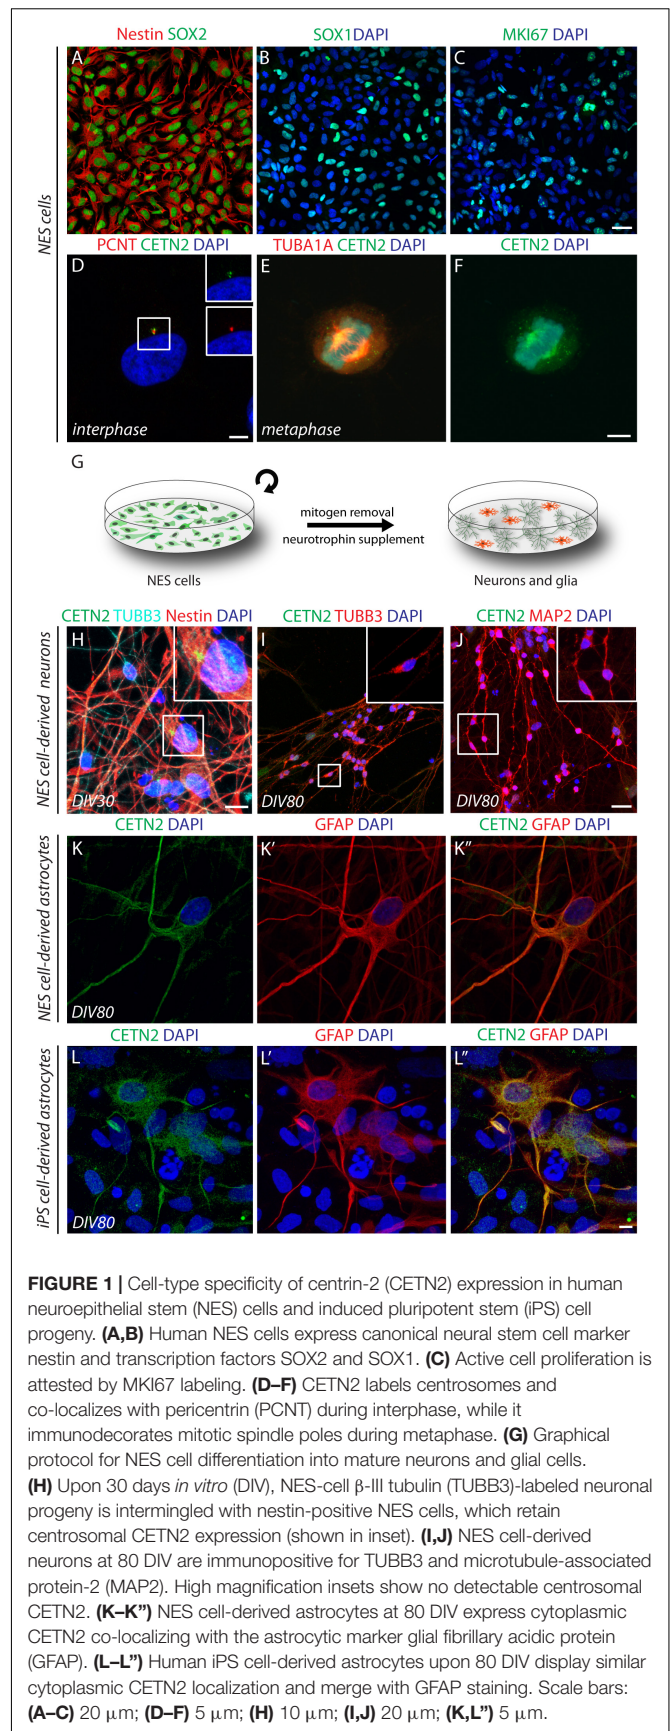 Nestin SOX2
SOX1DAPI
MKI67 DAPI
A
B
C
NES cells
PCNT CETN2 DAPI
TUBA1A CETN2 DAPI
CETN2 DAPI
D
E
F
interphase
metaphase
G
mitogen removal
neurotrophin supplement
NES cells
Neurons and glia
CETN2 TUBB3 Nestin DAPI
CETN2 TUBB3 DAPI
CETN2 MAP2 DAPI
NES cell-derived neurons
H
I
J
DIV30
DIV80
DIV80
CETN2 DAPI
GFAP DAPI
CETN2 GFAP DAPI
NES cell-derived astrocytes
K
K'
K"
DIV80
CETN2 DAPI
GFAP DAPI
CETN2 GFAP DAPI
iPS cell-derived astrocytes
L
L'
L"
DIV80
FIGURE 1 | Cell-type specificity of centrin-2 (CETN2) expression in human
neuroepithelial stem (NES) cells and induced pluripotent stem (iPS) cell
progeny. (A,B) Human NES cells express canonical neural stem cell marker
nestin and transcription factors SOX2 and SOX1. (C) Active cell proliferation is
attested by MKI67 labeling. (D–F) CETN2 labels centrosomes and
co-localizes with pericentrin (PCNT) during interphase, while it
immunodecorates mitotic spindle poles during metaphase. (G) Graphical
protocol for NES cell differentiation into mature neurons and glial cells.
(H) Upon 30 days in vitro (DIV), NES-cell β-III tubulin (TUBB3)-labeled neuronal
progeny is intermingled with nestin-positive NES cells, which retain
centrosomal CETN2 expression (shown in inset). (I,J) NES cell-derived
neurons at 80 DIV are immunopositive for TUBB3 and microtubule-associated
protein-2 (MAP2). High magnification insets show no detectable centrosomal
CETN2. (K–K") NES cell-derived astrocytes at 80 DIV express cytoplasmic
CETN2 co-localizing with the astrocytic marker glial fibrillary acidic protein
(GFAP). (L–L") Human iPS cell-derived astrocytes upon 80 DIV display similar
cytoplasmic CETN2 localization and merge with GFAP staining. Scale bars:
(A–C) 20 μm; (D–F) 5 μm; (H) 10 μm; (I,J) 20 μm; (K,L") 5 μm.